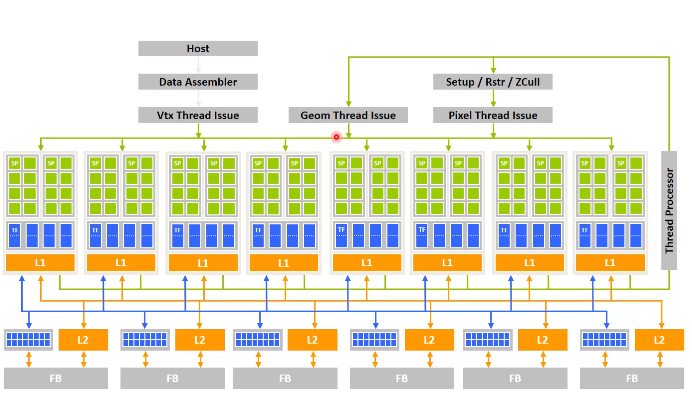 Host
Data Assembler
Setup / Rstr / ZCull
Vtx Thread Issue
Geom Thread Issue
Pixel Thread Issue
Thread Processor
SP SP SP SP SP SP SP SP SP SP SP SP SP SP SP SP
TF TF TF TF TF TF TF TF
L1 L1 L1 L1 L1 L1 L1 L1
L2 L2 L2 L2 L2 L2
FB FB FB FB FB FB